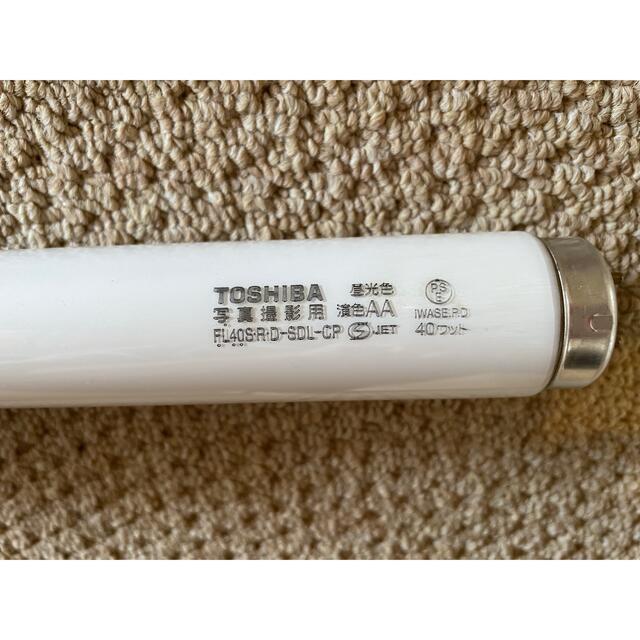 TOSHIBA 昼光色 PSE
写真撮影用 演色AA IWASE.P.D
FL40S·R·D-SDL-CP S JET 40ワット